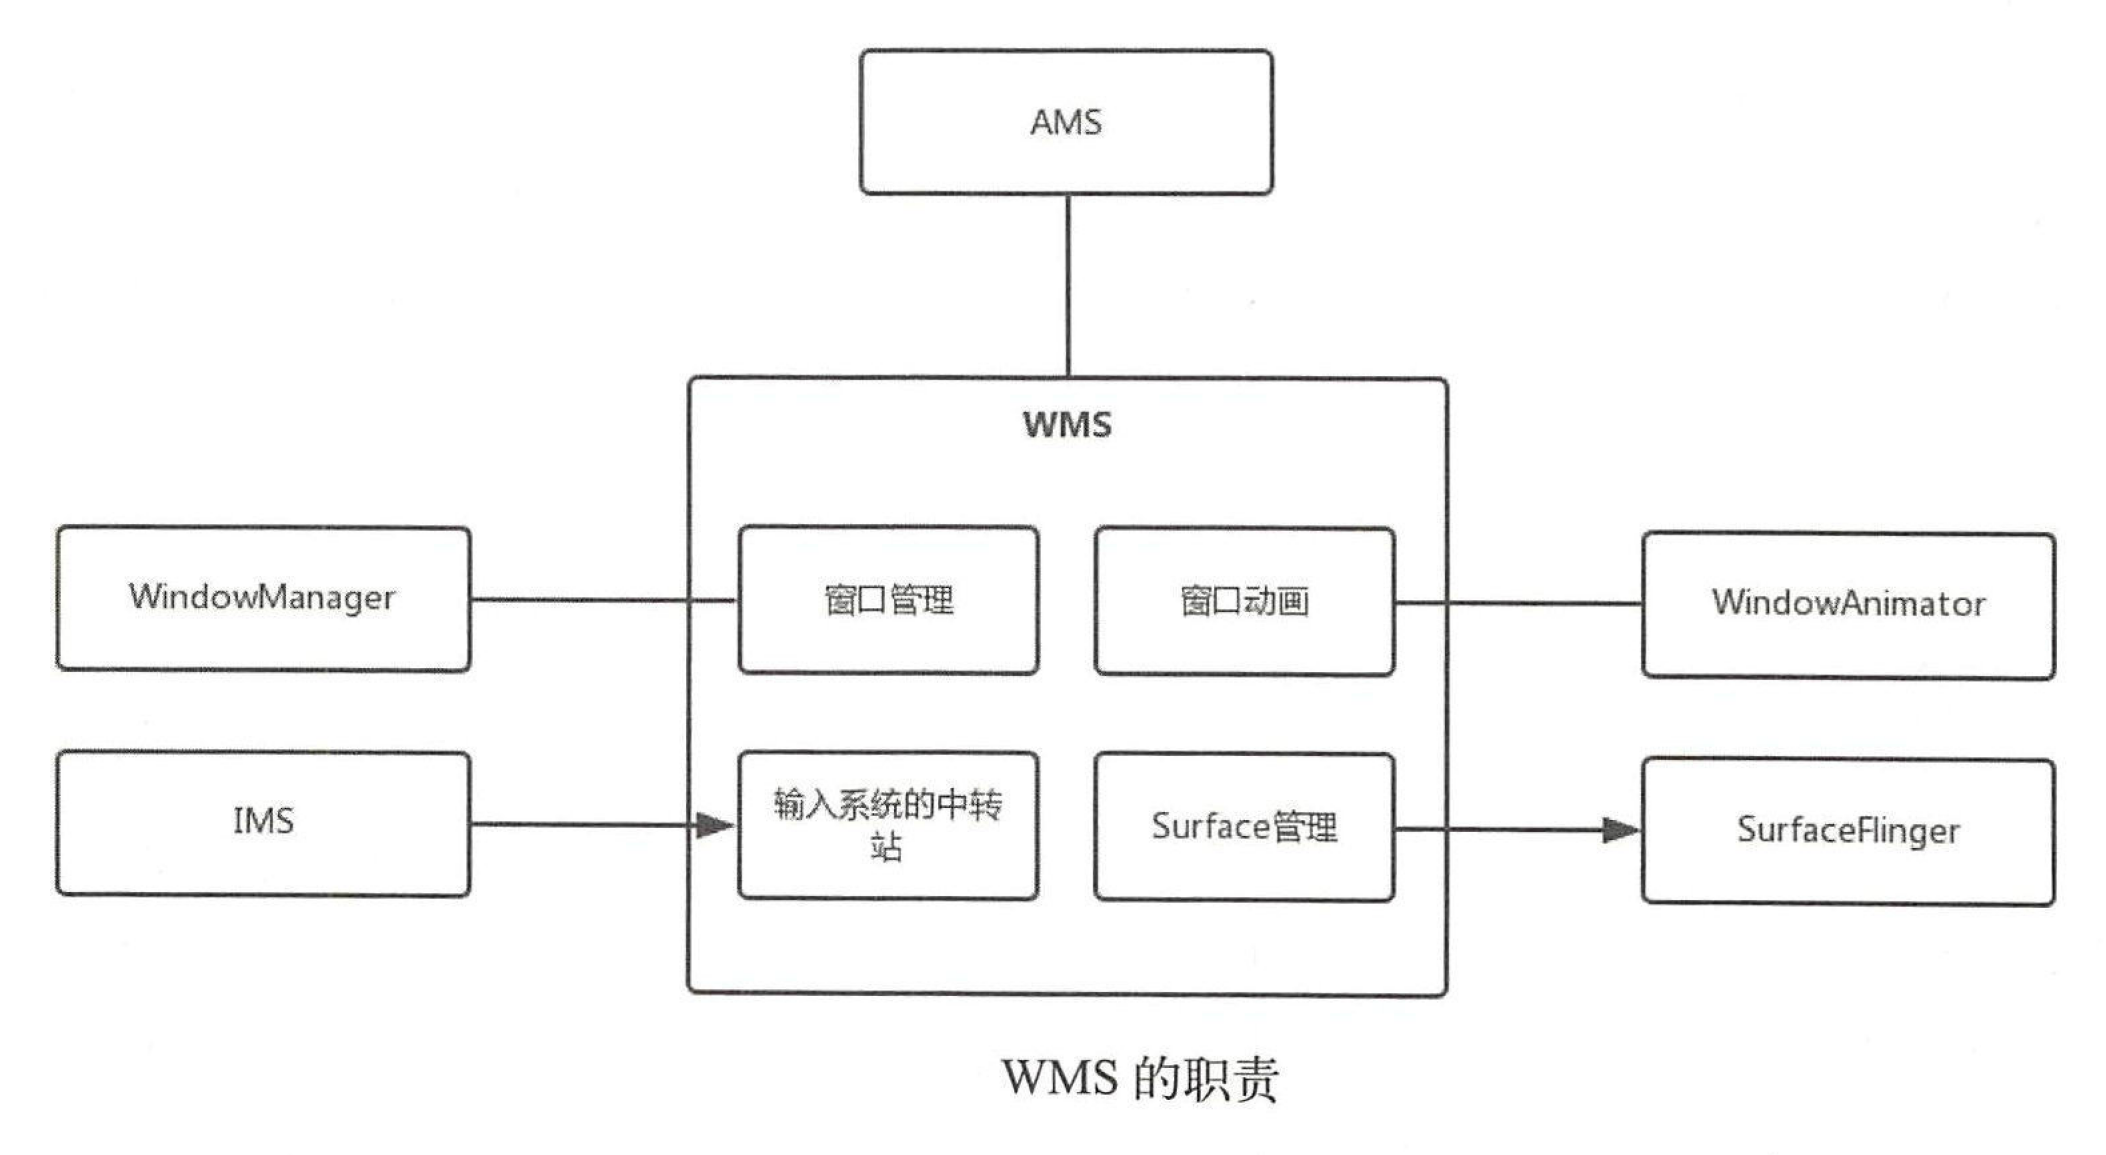 AMS
WMS
WindowManager
窗口管理
窗口动画
WindowAnimator
IMS
输入系统的中转
站
Surface管理
SurfaceFlinger
WMS 的职责